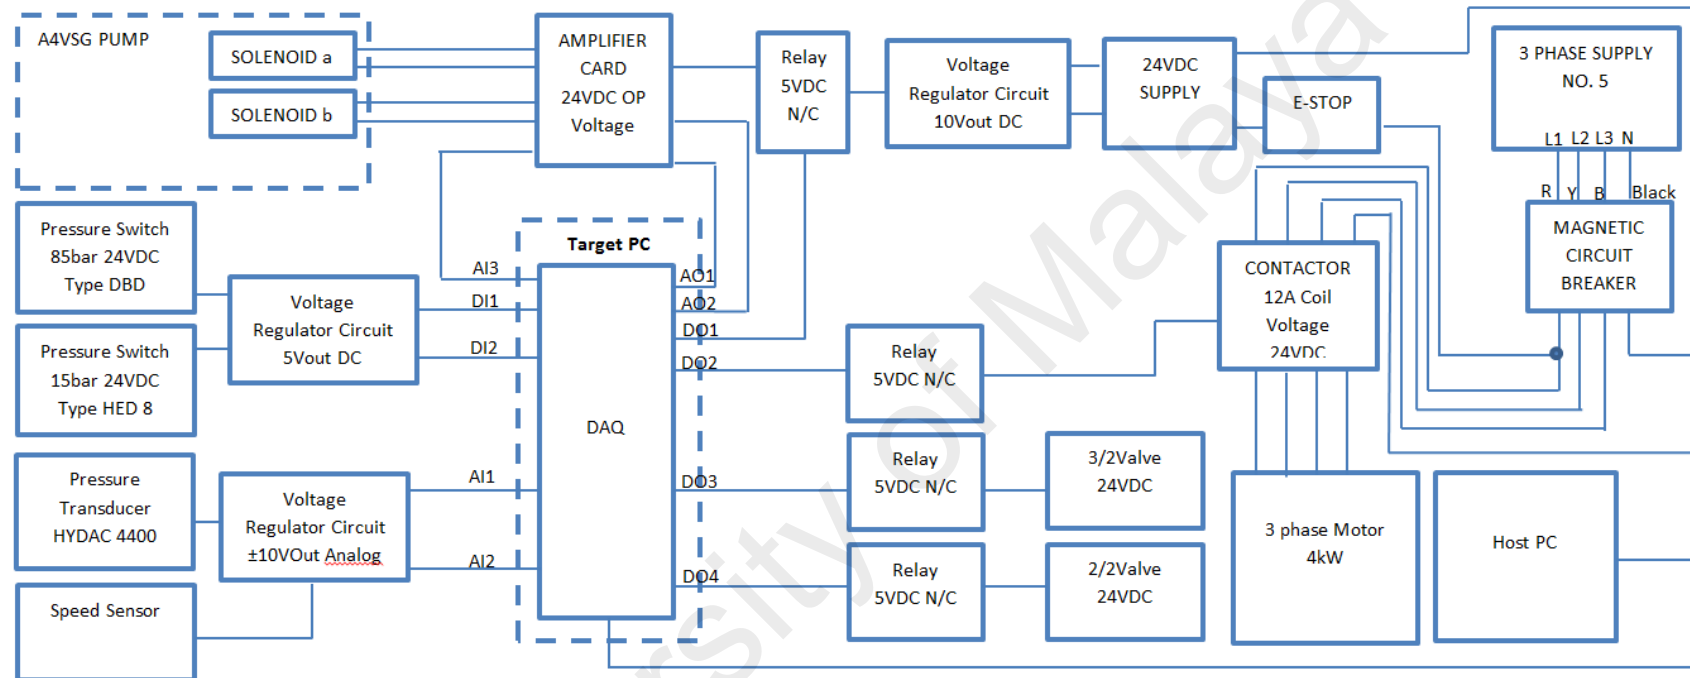 A4VSG PUMP
SOLENOID a
SOLENOID b
AMPLIFIER
CARD
24VDC OP
Voltage
Relay
5VDC
N/C
Voltage
Regulator Circuit
10Vout DC
24VDC
SUPPLY
E-STOP
3 PHASE SUPPLY
NO. 5
L1 L2 L3 N
R Y B Black
MAGNETIC
CIRCUIT
BREAKER
Pressure Switch
85bar 24VDC
Type DBD
Pressure Switch
15bar 24VDC
Type HED 8
Voltage
Regulator Circuit
5Vout DC
Target PC
DAQ
AI3
DI1
DI2
AI1
AI2
AO1
AO2
DO1
DO2
DO3
DO4
CONTACTOR
12A Coil
Voltage
24VDC
Relay
5VDC N/C
Relay
5VDC N/C
3/2Valve
24VDC
Relay
5VDC N/C
2/2Valve
24VDC
3 phase Motor
4kW
Host PC
Pressure
Transducer
HYDAC 4400
Voltage
Regulator Circuit
±10VOut Analog
Speed Sensor
ersity of Malaya